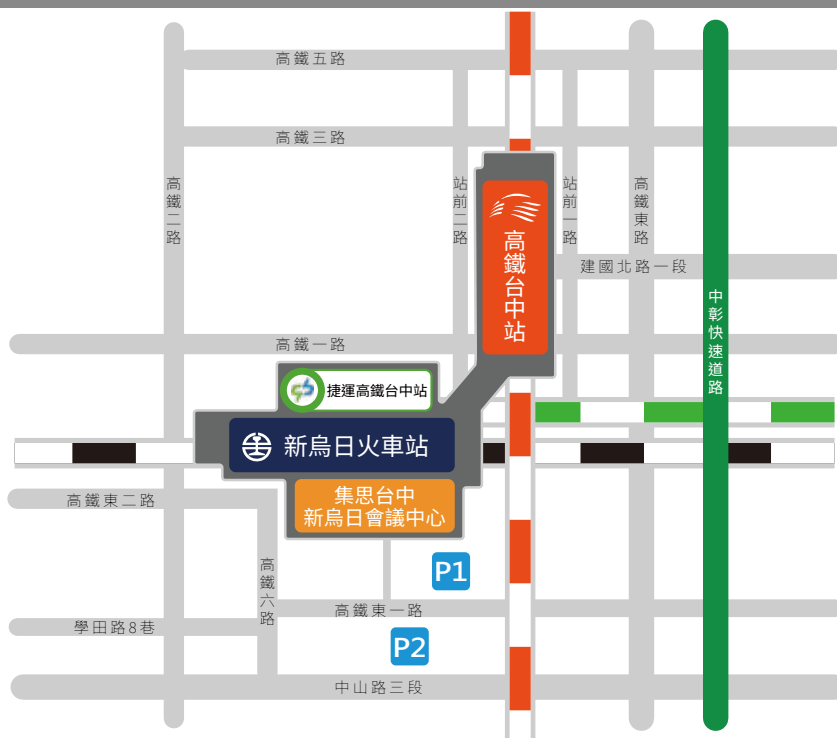 高鐵五路
高鐵三路
高鐵二路
站前二路
站前一路
高鐵東路
高鐵台中站
建國北路一段
中彰快速道路
高鐵一路
捷運高鐵台中站
新烏日火車站
高鐵東二路
集思台中
新烏日會議中心
高鐵六路
P1
高鐵東一路
學田路8巷
P2
中山路三段